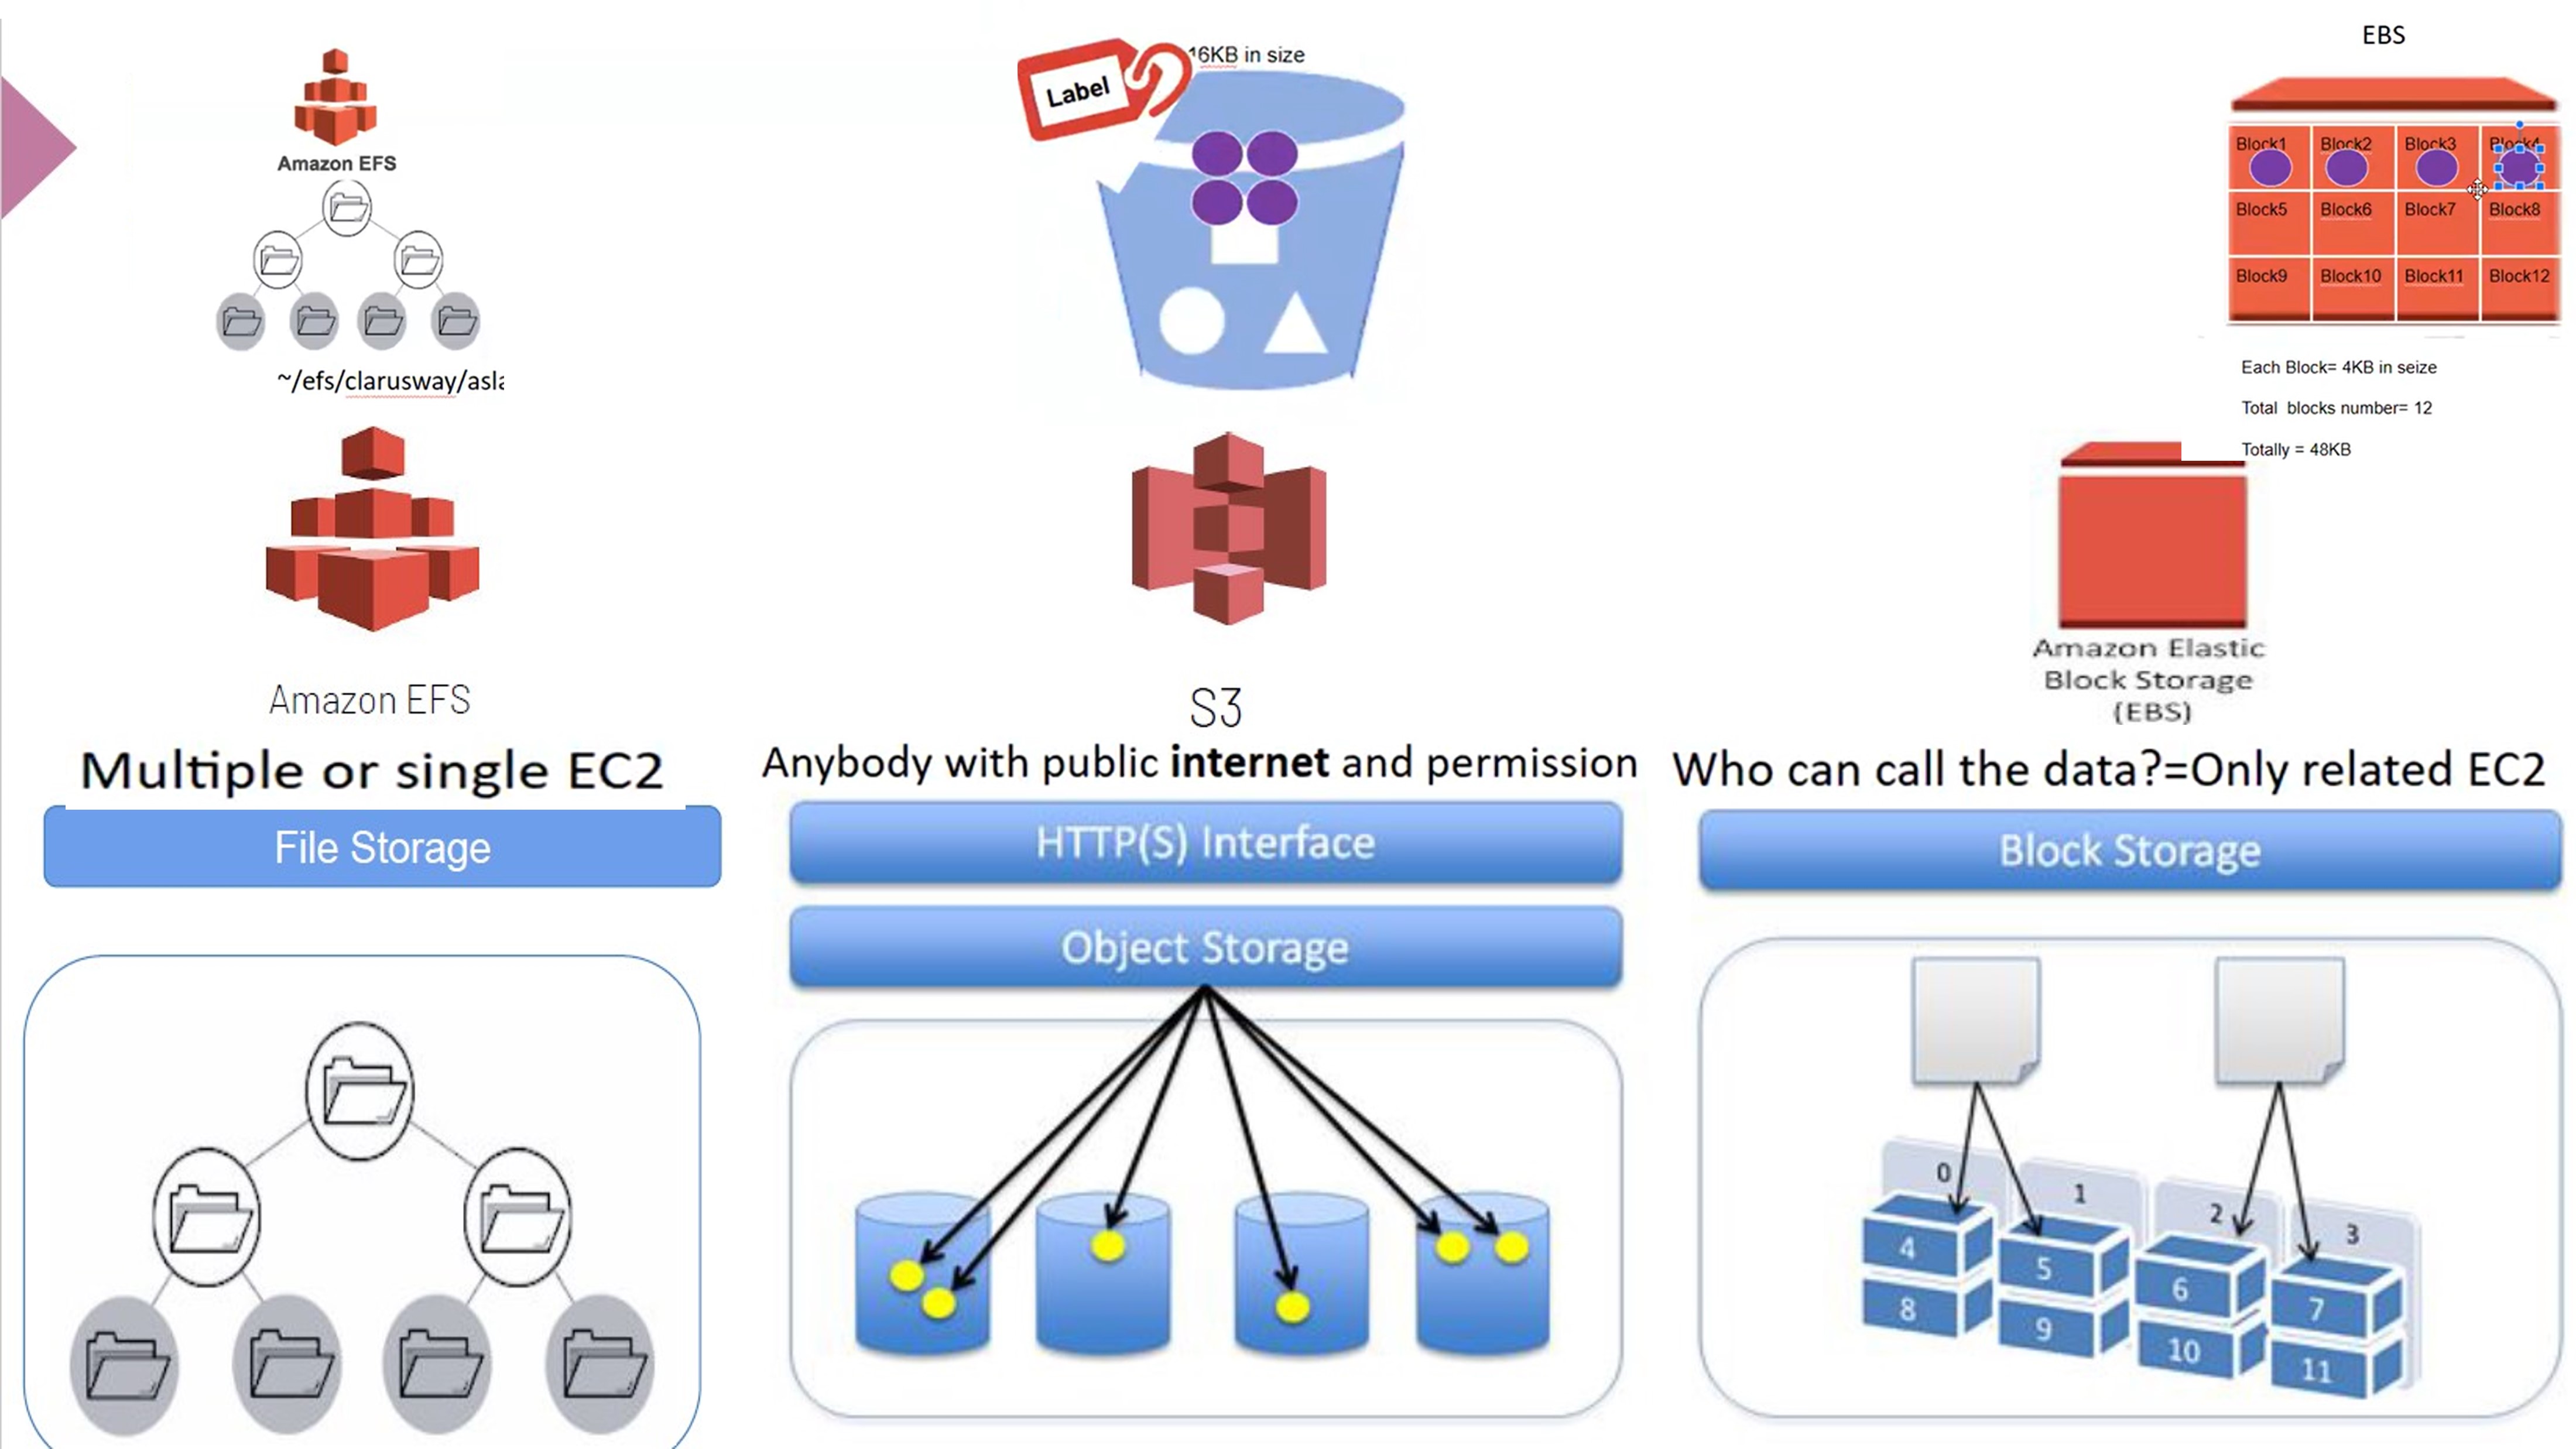 Amazon EFS
~/efs/clarusway/asla
Amazon EFS
Multiple or single EC2
File Storage
Label
16KB in size
S3
Anybody with public internet and permission
HTTP(S) Interface
Object Storage
EBS
Block1 Block2 Block3 Block4
Block5 Block6 Block7 Block8
Block9 Block10 Block11 Block12
Each Block= 4KB in seize
Total blocks number= 12
Totally = 48KB
Amazon Elastic
Block Storage
(EBS)
Who can call the data?=Only related EC2
Block Storage
0 1 2 3
4 5 6 7
8 9 10 11